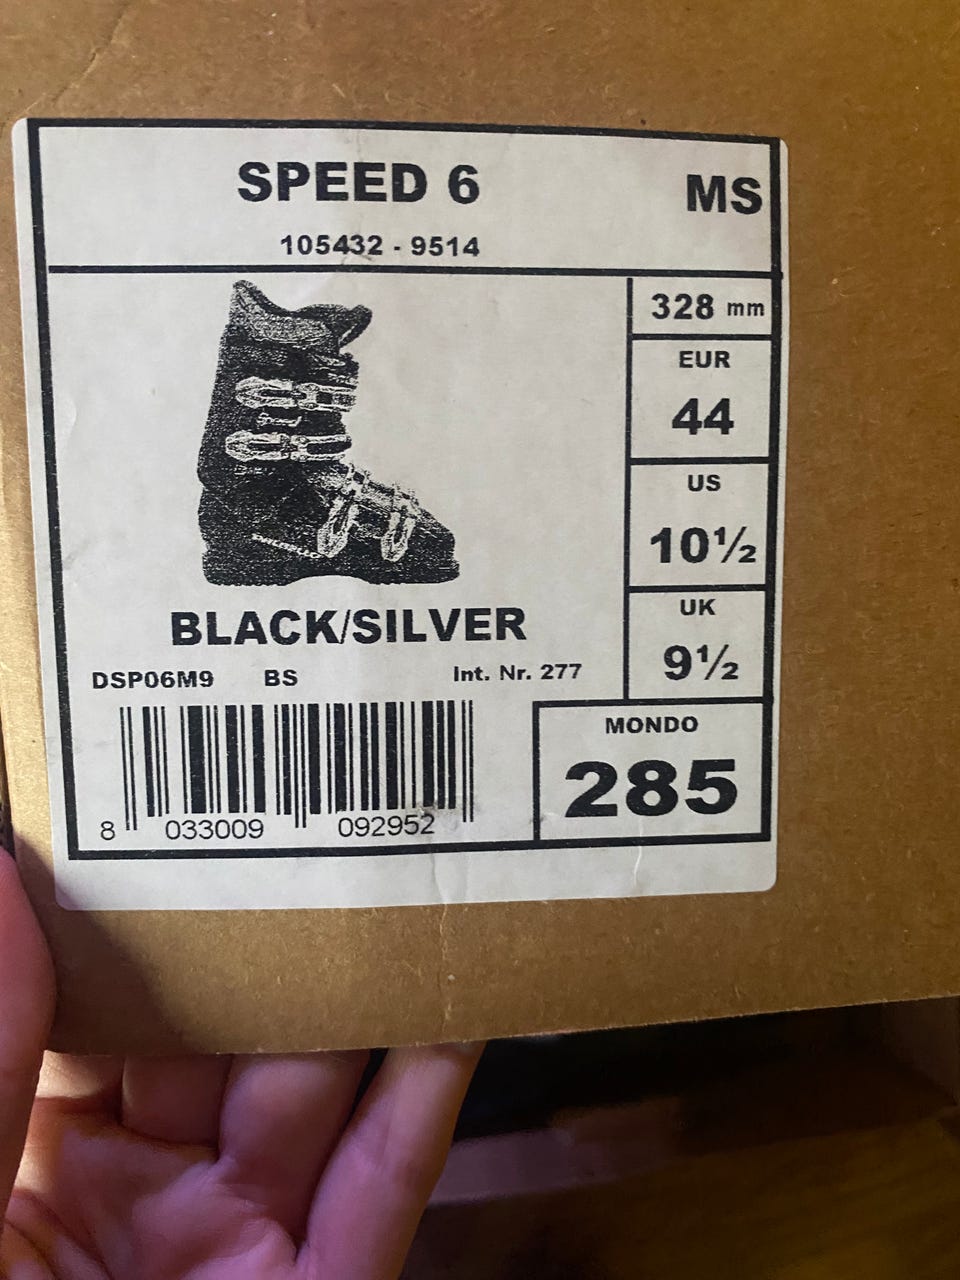 SPEED 6
MS
105432 - 9514
328 mm
EUR
44
US
10½
UK
9½
BLACK/SILVER
DSP06M9 BS Int. Nr. 277
MONDO
285
8 033009 092952